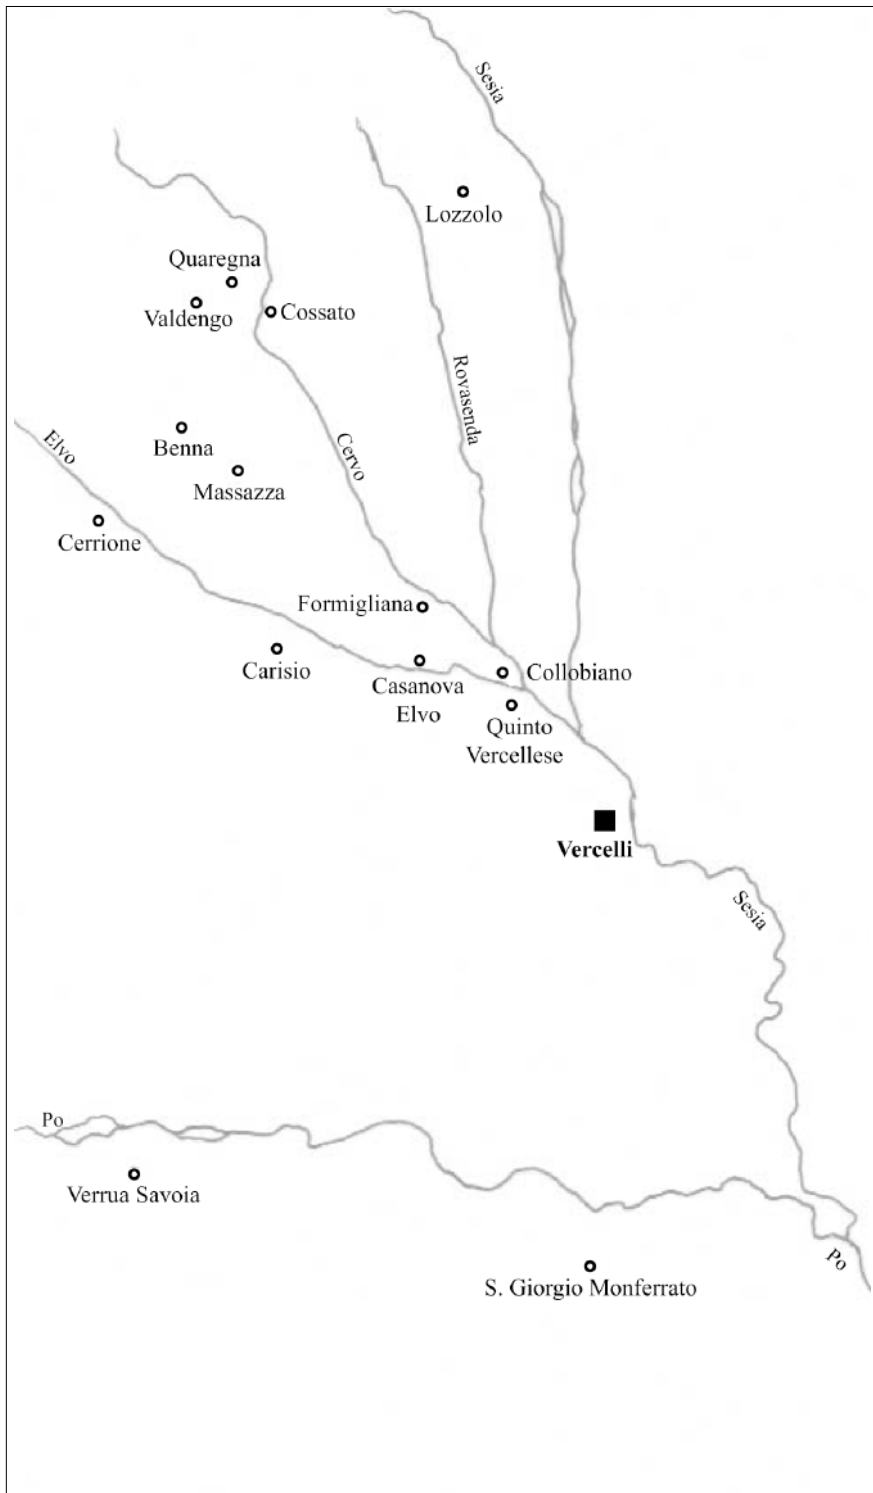 Sesia
Lozzolo
Quaregna
Valdengo
Cossato
Rovasenda
Elvo
Benna
Cervo
Massazza
Cerrione
Formigliana
Carisio
Casanova
Elvo
Collobiano
Quinto
Vercellese
Vercelli
Sesia
Po
Verrua Savoia
Po
S. Giorgio Monferrato